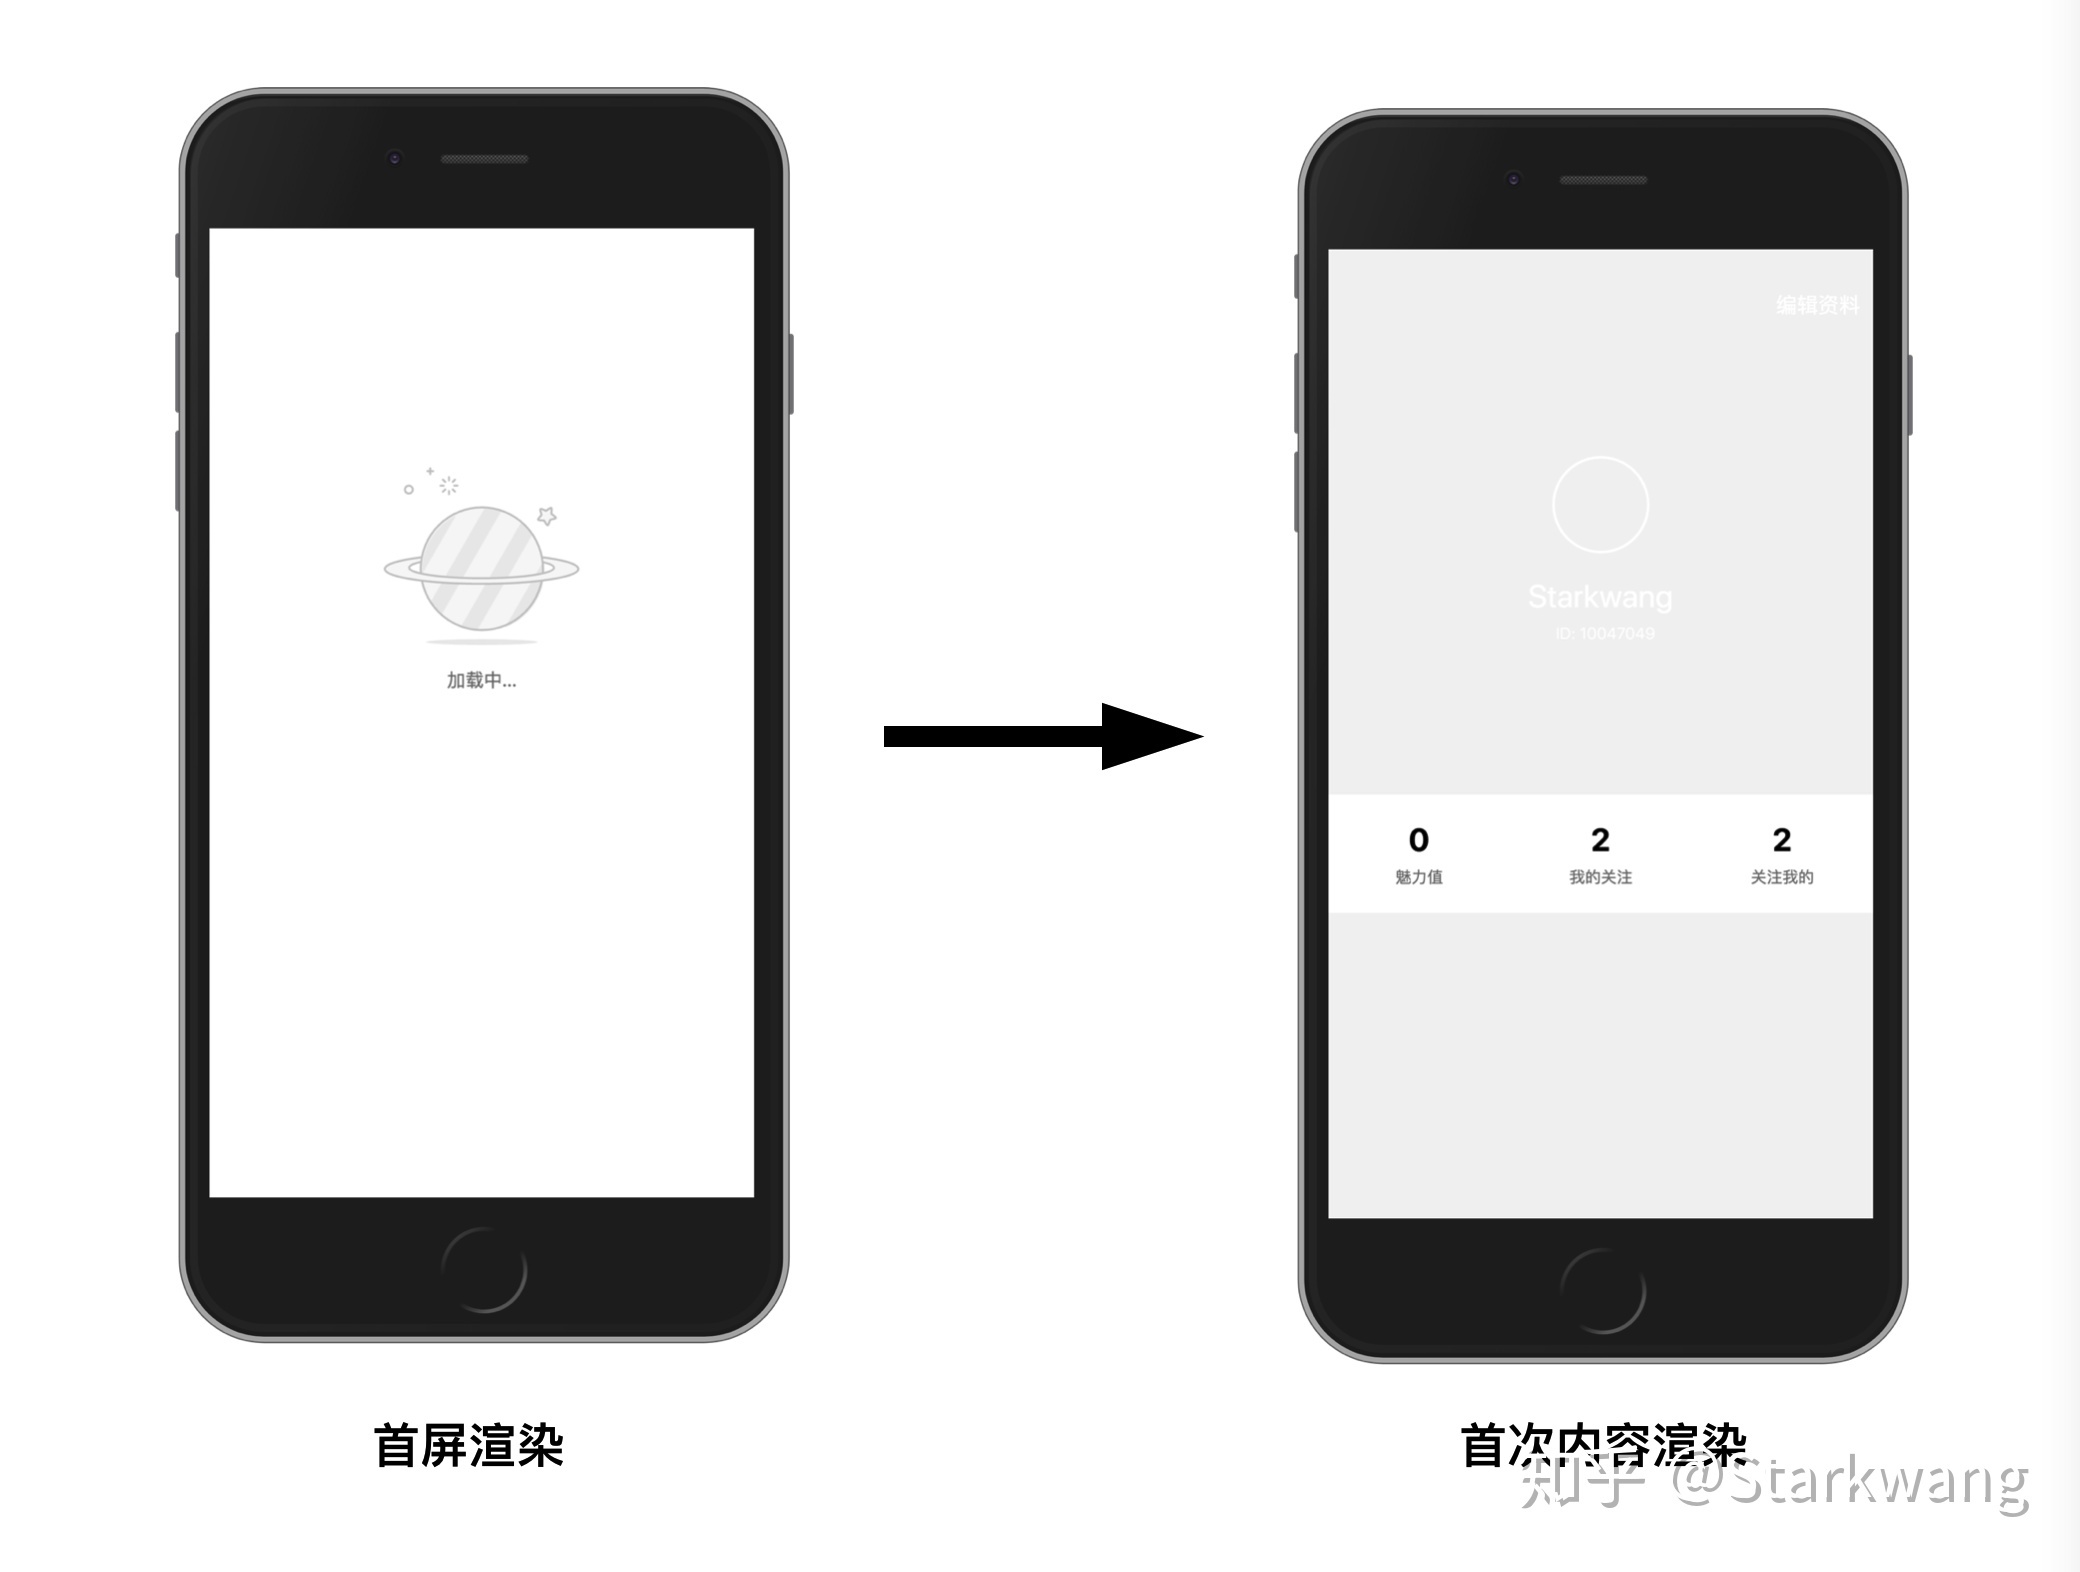 加载中...
首屏渲染
编辑资料
Starkwang
ID: 10047049
0
2
2
魅力值
我的关注
关注我的
首次内容渲染
知乎 @Starkwang